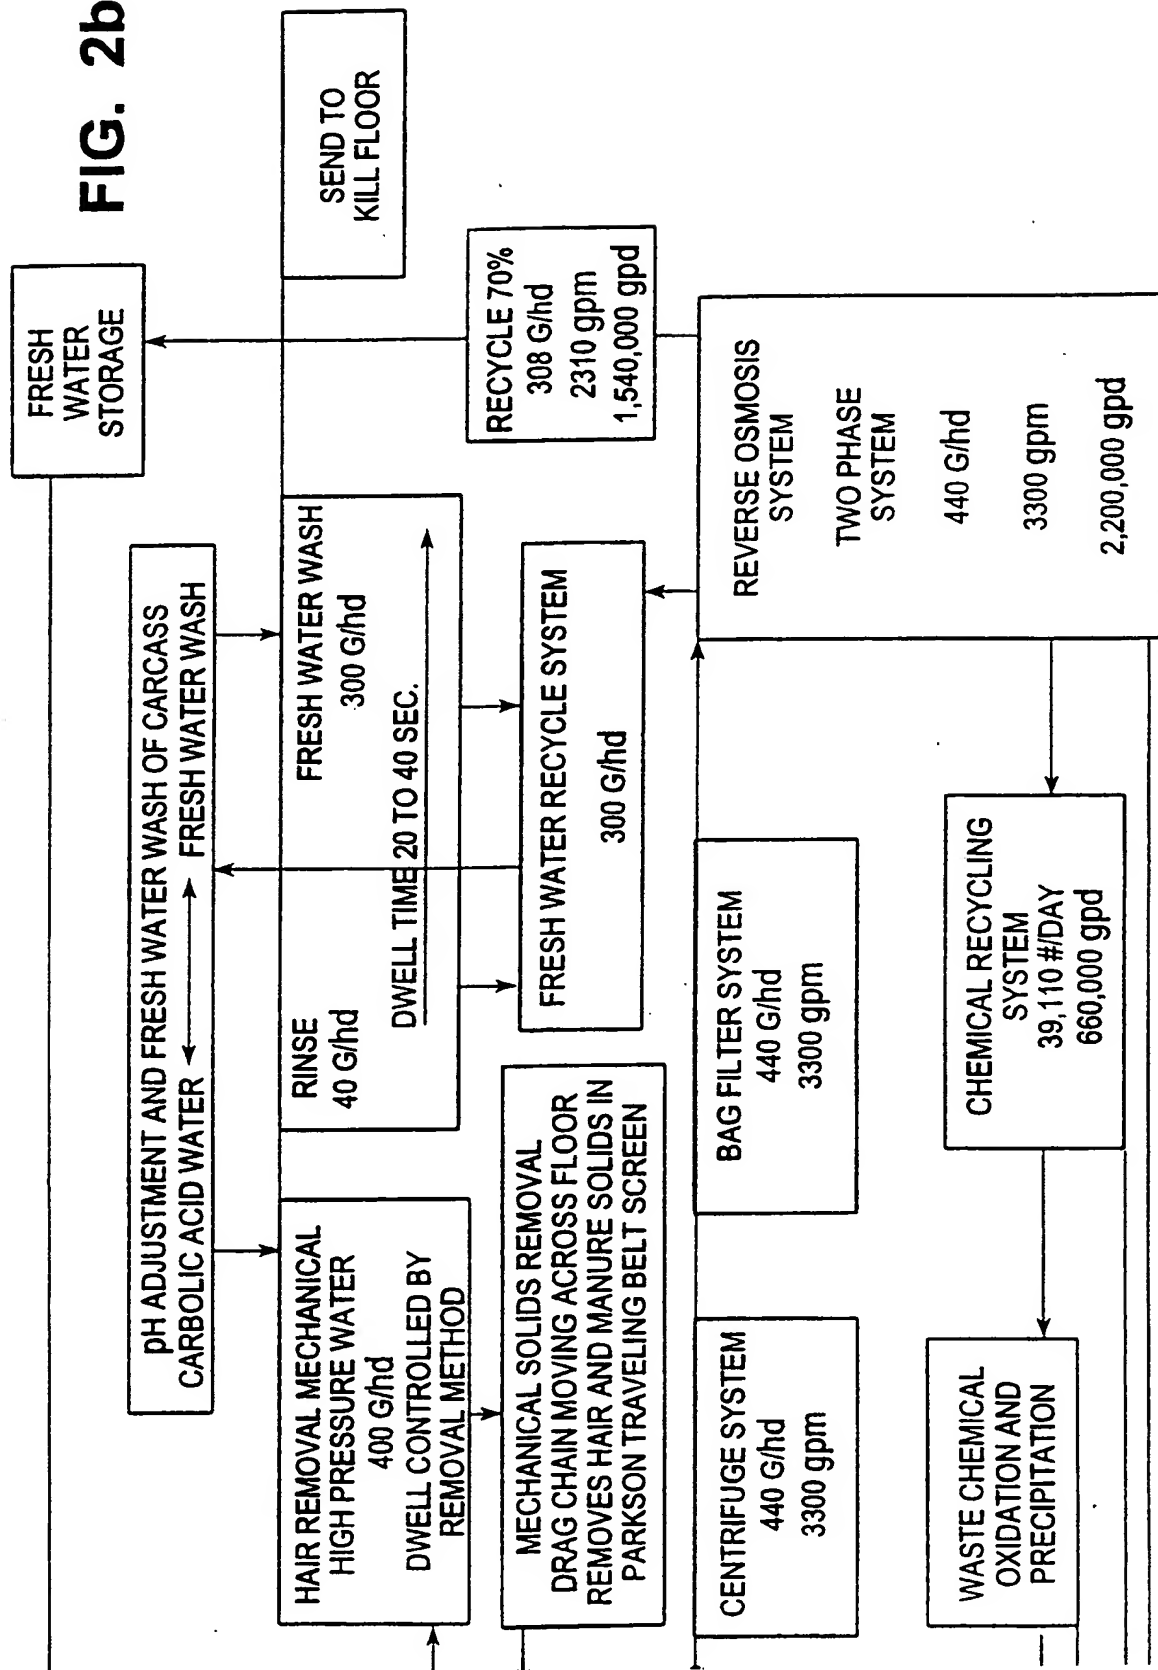 FIG. 2b
FRESH
WATER
STORAGE
pH ADJUSTMENT AND FRESH WATER WASH OF CARCASS
CARBOLIC ACID WATER FRESH WATER WASH
HAIR REMOVAL MECHANICAL
HIGH PRESSURE WATER
400 G/hd
DWELL CONTROLLED BY
REMOVAL METHOD
RINSE
40 G/hd
FRESH WATER WASH
300 G/hd
DWELL TIME 20 TO 40 SEC.
SEND TO
KILL FLOOR
MECHANICAL SOLIDS REMOVAL
DRAG CHAIN MOVING ACROSS FLOOR
REMOVES HAIR AND MANURE SOLIDS IN
PARKSON TRAVELING BELT SCREEN
FRESH WATER RECYCLE SYSTEM
300 G/hd
RECYCLE 70%
308 G/hd
2310 gpm
1,540,000 gpd
CENTRIFUGE SYSTEM
440 G/hd
3300 gpm
BAG FILTER SYSTEM
440 G/hd
3300 gpm
REVERSE OSMOSIS
SYSTEM
TWO PHASE
SYSTEM
440 G/hd
3300 gpm
2,200,000 gpd
WASTE CHEMICAL
OXIDATION AND
PRECIPITATION
CHEMICAL RECYCLING
SYSTEM
39,110 #/DAY
660,000 gpd